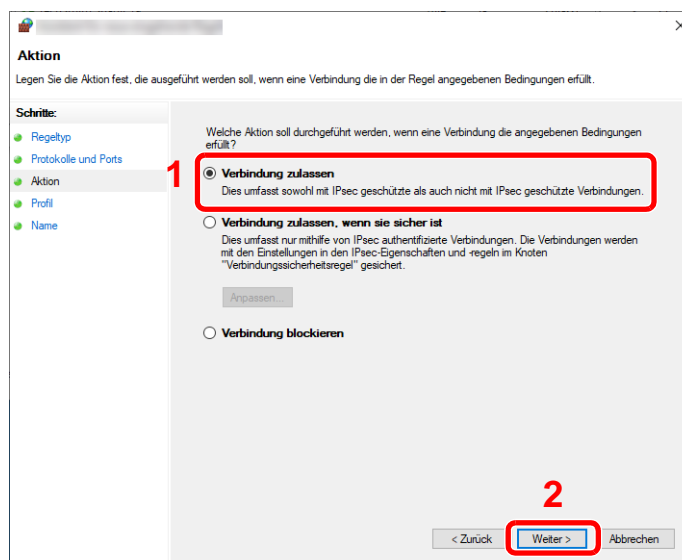 Aktion
Legen Sie die Aktion fest, die ausgeführt werden soll, wenn eine Verbindung die in der Regel angegebenen Bedingungen erfüllt.
Schritte:
Regeltyp
Protokolle und Ports
Aktion
Profil
Name
Welche Aktion soll durchgeführt werden, wenn eine Verbindung die angegebenen Bedingungen
erfüllt?
1
Verbindung zulassen
Dies umfasst sowohl mit IPsec geschützte als auch nicht mit IPsec geschützte Verbindungen.
Verbindung zulassen, wenn sie sicher ist
Dies umfasst nur mithilfe von IPsec authentifizierte Verbindungen. Die Verbindungen werden
mit den Einstellungen in den IPsec-Eigenschaften und -regeln im Knoten
"Verbindungssicherheitsregel" gesichert.
Anpassen...
Verbindung blockieren
2
< Zurück Weiter > Abbrechen